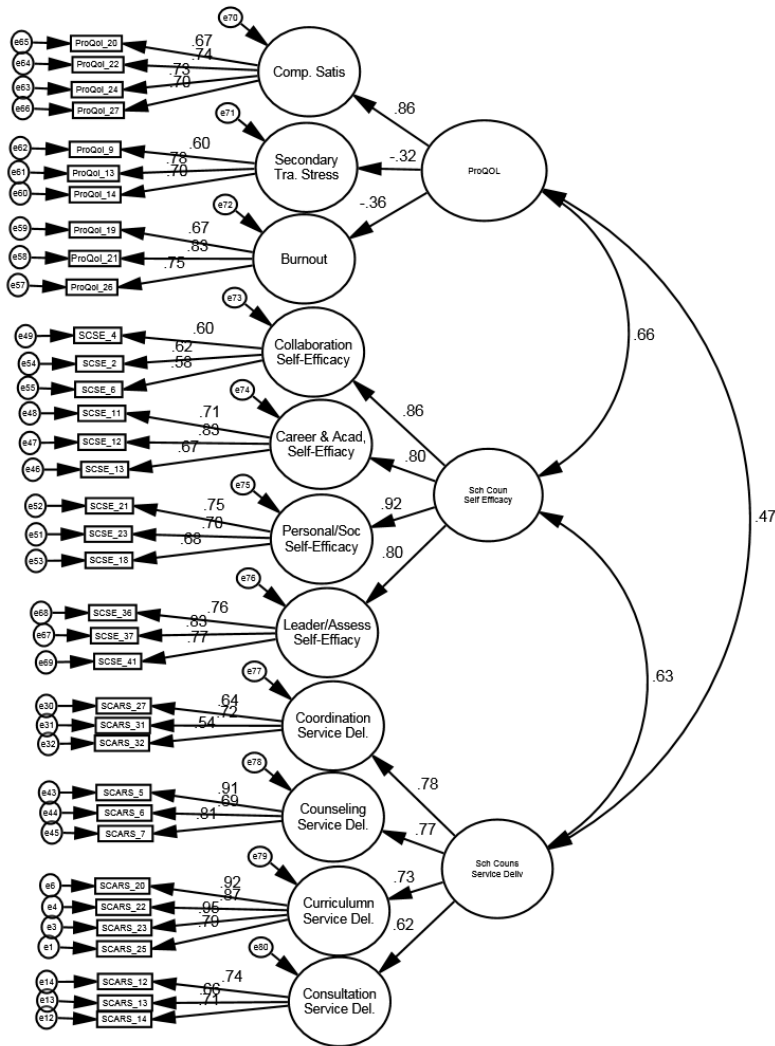 e70
e65
ProQol_20
.67
e64
ProQol_22
.74
e63
ProQol_24
.73
e66
ProQol_27
.70
Comp. Satis
.86
e71
e62
ProQol_9
.60
e61
ProQol_13
.78
e60
ProQol_14
.70
Secondary
Tra. Stress
-.32
ProQOL
e72
-.36
e59
ProQol_19
.67
e58
ProQol_21
.83
e57
ProQol_26
.75
Burnout
e73
e49
SCSE_4
.60
e54
SCSE_2
.62
e55
SCSE_6
.58
Collaboration
Self-Efficacy
.66
e74
e48
SCSE_11
.71
e47
SCSE_12
.83
e46
SCSE_13
.67
Career & Acad,
Self-Effiacy
.86
.80
e75
e52
SCSE_21
.75
e51
SCSE_23
.70
e53
SCSE_18
.68
Personal/Soc
Self-Efficacy
.92
Sch Coun
Self Efficacy
.47
.80
e76
e68
SCSE_36
.76
e67
SCSE_37
.83
e69
SCSE_41
.77
Leader/Assess
Self-Effiacy
.63
e77
e30
SCARS_27
.64
e31
SCARS_31
.72
e32
SCARS_32
.54
Coordination
Service Del.
.78
e78
e43
SCARS_5
.91
e44
SCARS_6
.69
e45
SCARS_7
.81
Counseling
Service Del.
.77
Sch Couns
Service Deliv
e79
.73
e6
SCARS_20
.92
e4
SCARS_22
.87
e3
SCARS_23
.95
e1
SCARS_25
.79
Curriculumn
Service Del.
.62
e80
e14
SCARS_12
.74
e13
SCARS_13
.66
e12
SCARS_14
.71
Consultation
Service Del.